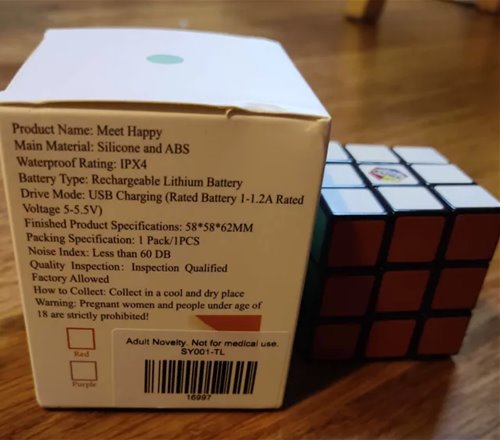 Product Name: Meet Happy
Main Material: Silicone and ABS
Waterproof Rating: IPX4
Battery Type: Rechargeable Lithium Battery
Drive Mode: USB Charging (Rated Battery 1-1.2A Rated
Voltage 5-5.5V)
Finished Product Specifications: 58*58*62MM
Packing Specification: 1 Pack/1PCS
Noise Index: Less than 60 DB
Quality Inspection: Inspection Qualified
Factory Allowed
How to Collect: Collect in a cool and dry place
Warning: Pregnant women and people under age of
18 are strictly prohibited!
Red
Purple
Adult Novelty. Not for medical use.
SY001-TL
16997